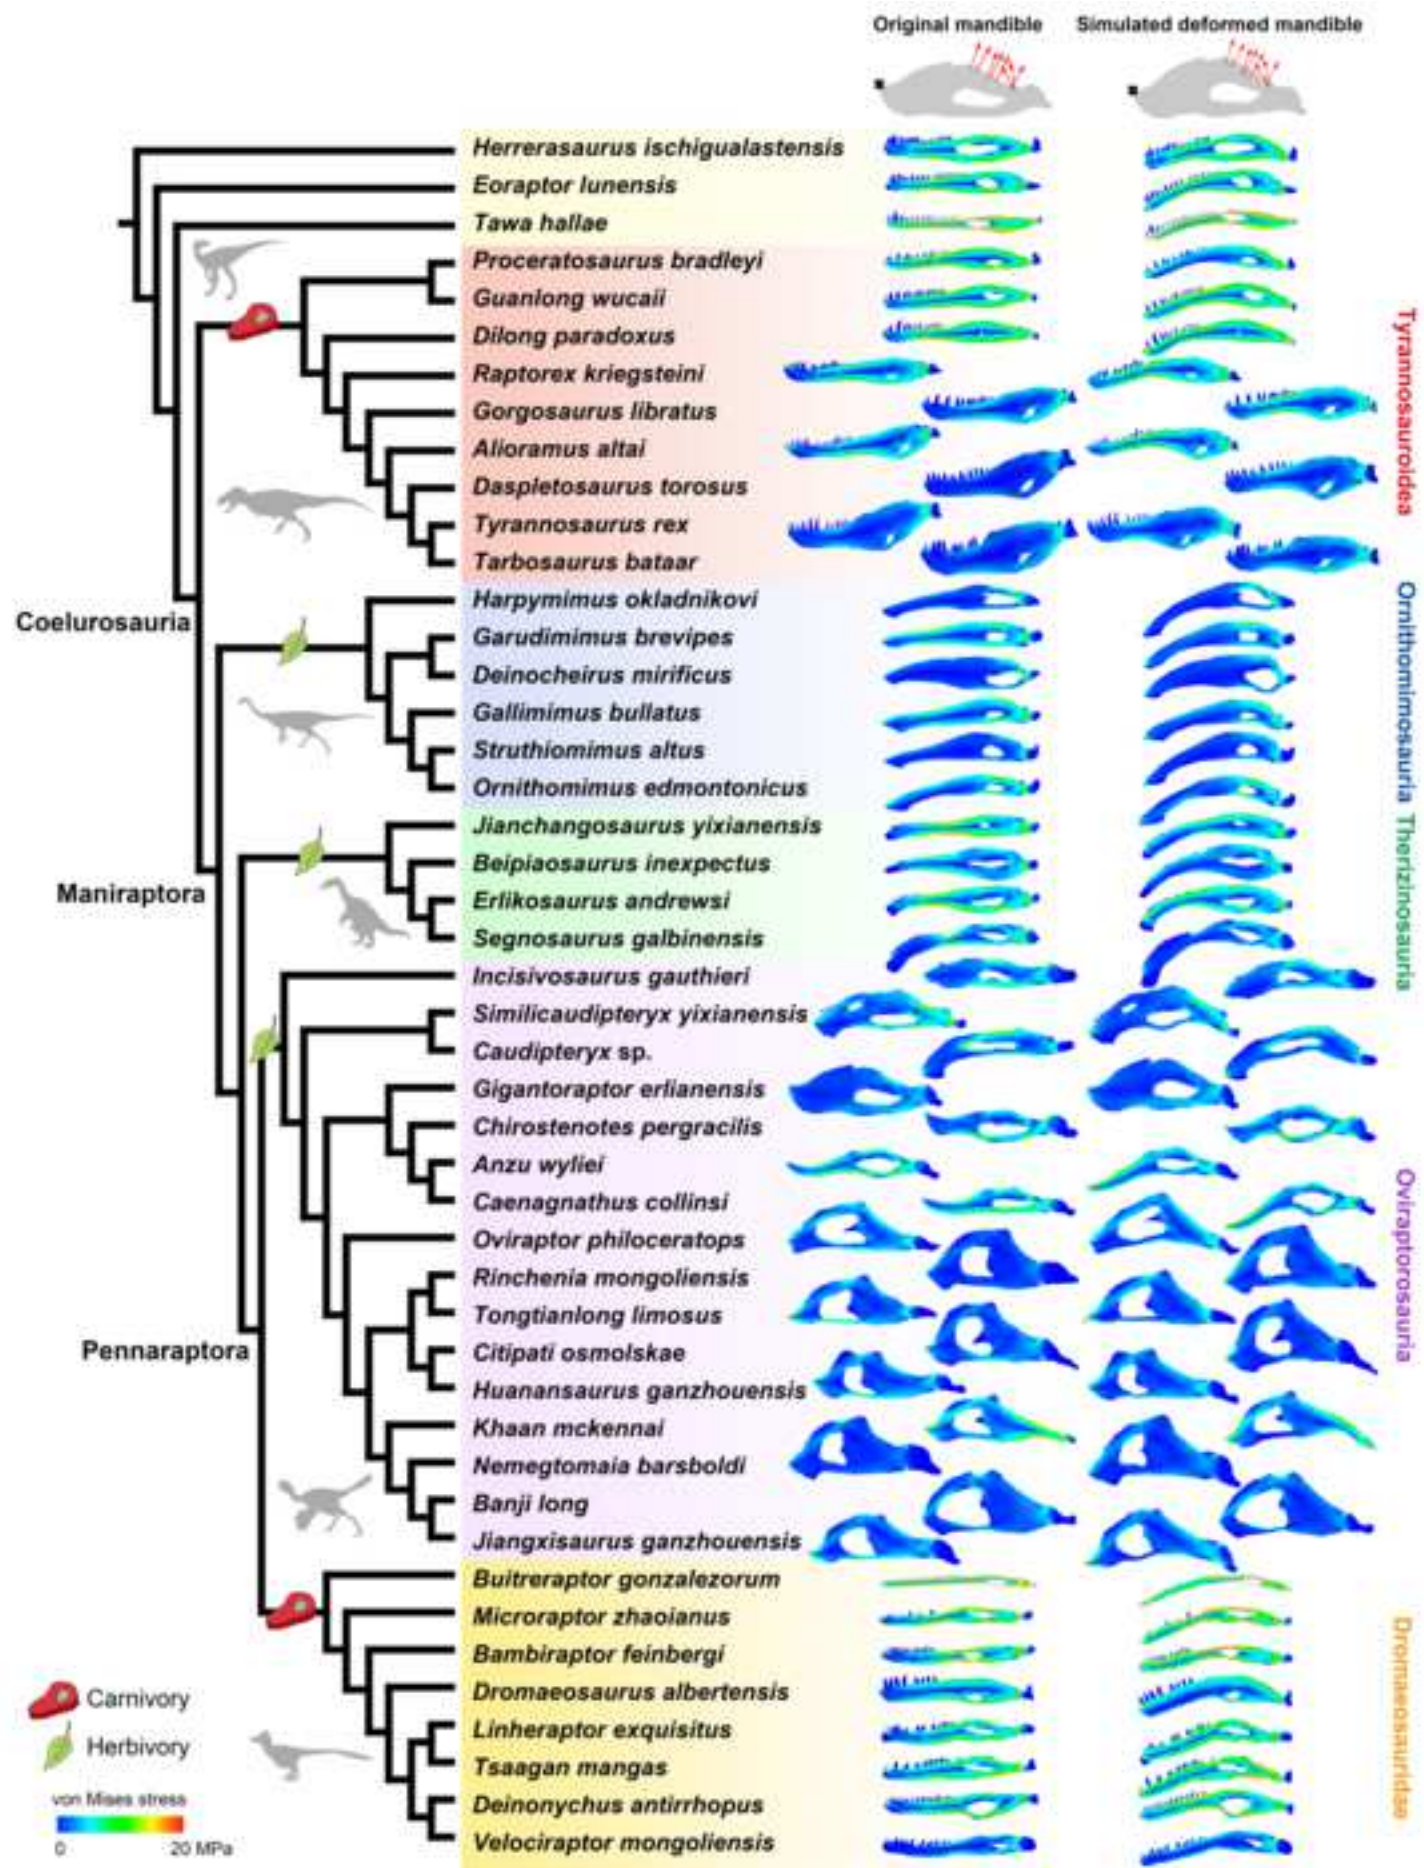 Original mandible Simulated deformed mandible
Herrerasaurus ischigualastensis
Eoraptor lunensis
Tawa hallae
Proceratosaurus bradleyi
Guanlong wucaii
Dilong paradoxus
Raptorex kriegsteini
Gorgosaurus libratus
Alioramus altai
Daspletosaurus torosus
Tyrannosaurus rex
Tarbosaurus bataar
Tyrannosauroidea
Harpymimus okladnikovi
Coelurosauria
Garudimimus brevipes
Deinocheirus mirificus
Gallimimus bullatus
Struthiomimus altus
Ornithomimus edmontonicus
Ornithomimosauria
Jianchangosaurus yixianensis
Beipiaosaurus inexpectus
Maniraptora
Erlikosaurus andrewsi
Segnosaurus galbinensis
Therizinosauria
Incisivosaurus gauthieri
Similicaudipteryx yixianensis
Caudipteryx sp.
Gigantoraptor erlianensis
Chirostenotes pergracilis
Anzu wyliei
Caenagnathus collinsi
Oviraptor philoceratops
Rinchenia mongoliensis
Tongtianlong limosus
Pennaraptora
Citipati osmolskae
Huanansaurus ganzhouensis
Khaan mckennai
Nemegtomaia barsboldi
Banji long
Jiangxisaurus ganzhouensis
Oviraptorosauria
Buitreraptor gonzalezorum
Microraptor zhaoianus
Bambiraptor feinbergi
Dromaeosaurus albertensis
Linheraptor exquisitus
Tsaagan mangas
Deinonychus antirrhopus
Velociraptor mongoliensis
Dromaeosauridae
Carnivory
Herbivory
von Mises stress
0 20 MPa